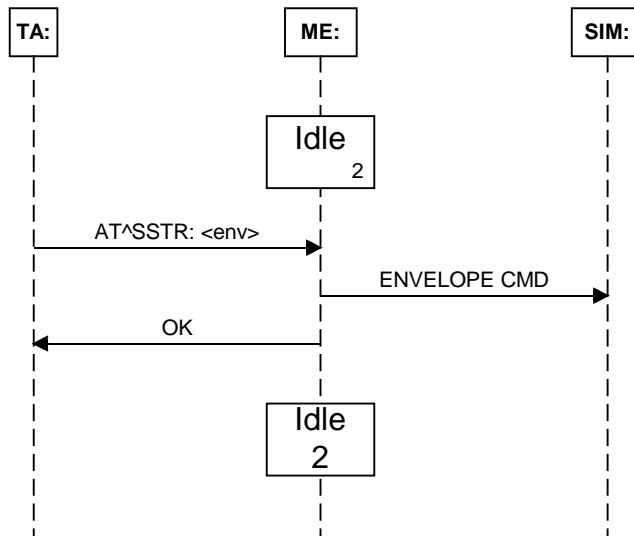 TA:
ME:
SIM:
Idle
2
AT^SSTR: <env>
ENVELOPE CMD
OK
Idle
2